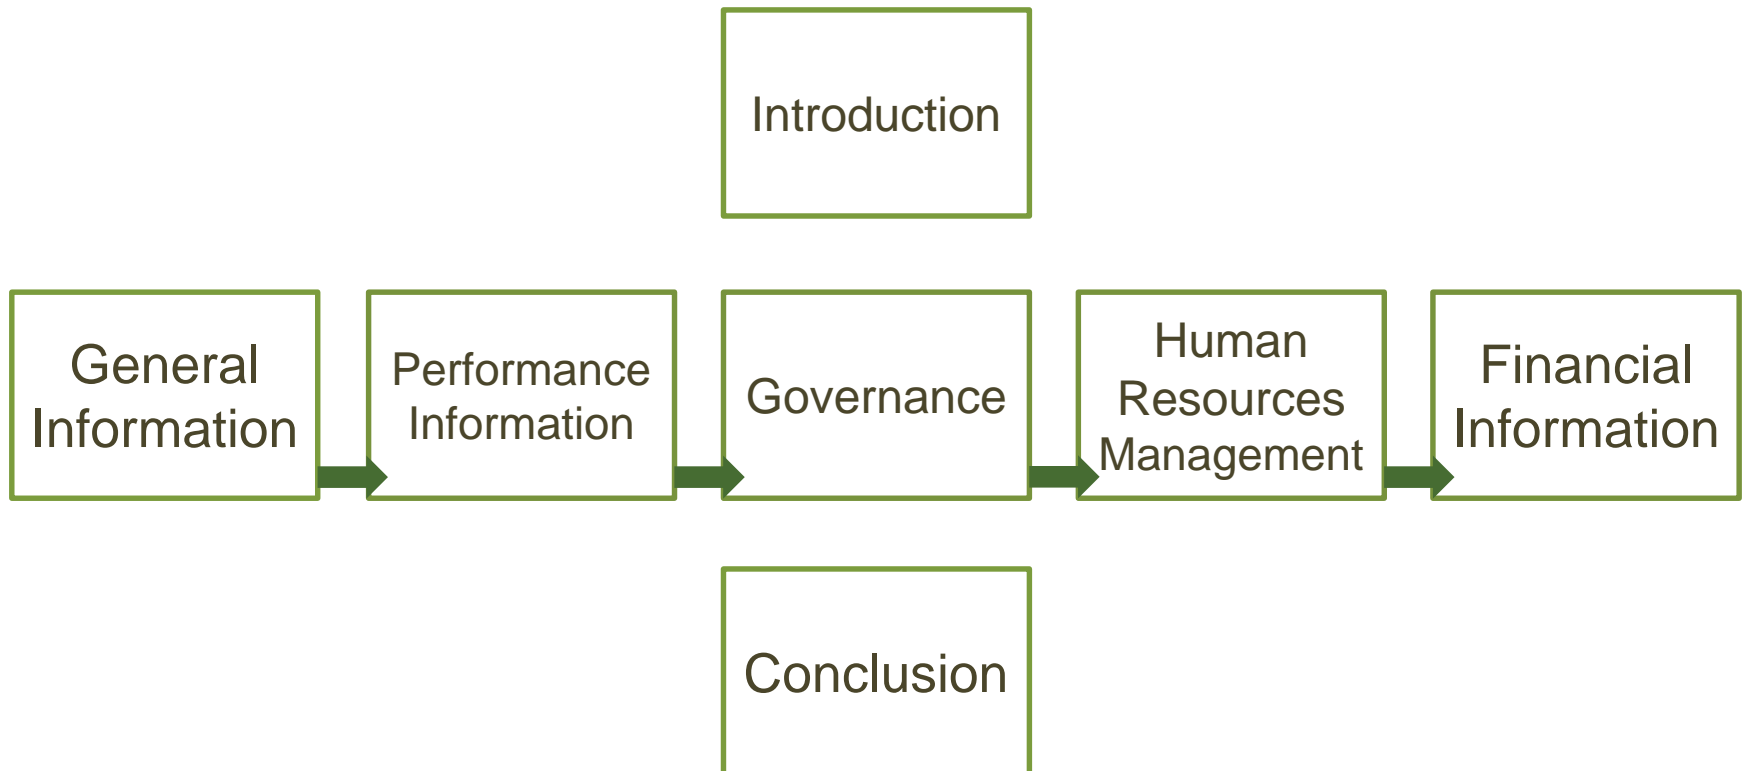 Introduction
General
Information
Performance
Information
Governance
Human
Resources
Management
Financial
Information
Conclusion